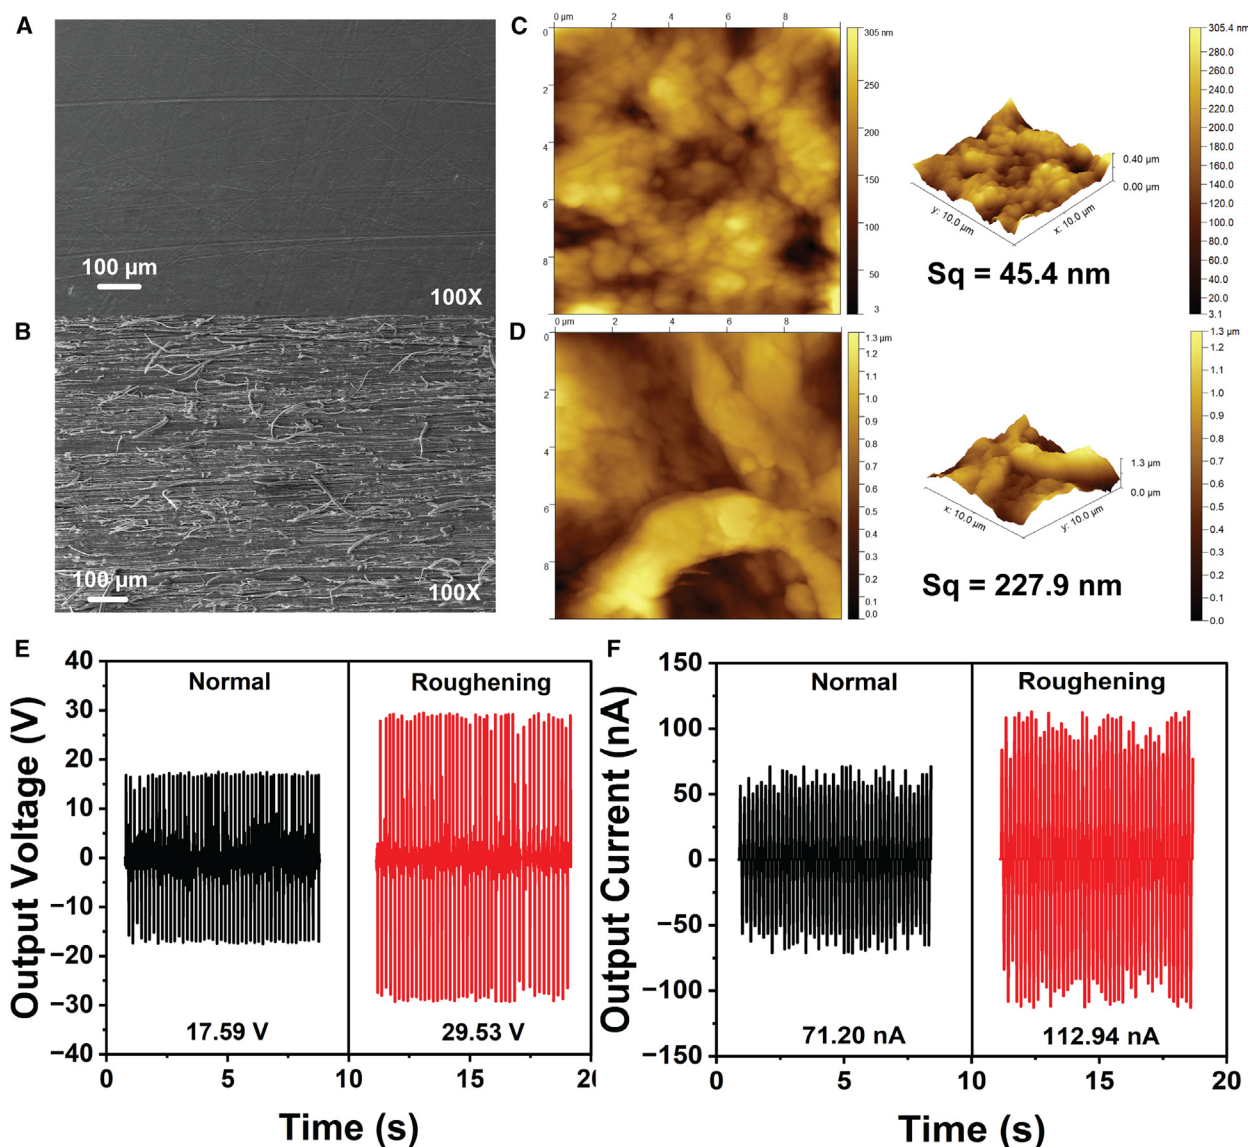 A
100 µm
100X
B
100 µm
100X
C
0 µm 2 4 6 8
0
2
4
6
8
305 nm
250
200
150
100
50
3
0.40 µm
0.00 µm
y: 10.0 µm
x: 10.0 µm
Sq = 45.4 nm
305.4 nm
280.0
260.0
240.0
220.0
200.0
180.0
160.0
140.0
120.0
100.0
80.0
60.0
40.0
20.0
3.1
D
0 µm 2 4 6 8
0
2
4
6
8
1.3 µm
1.2
1.1
1.0
0.9
0.8
0.7
0.6
0.5
0.4
0.3
0.2
0.1
0.0
1.3 µm
0.0 µm
x: 10.0 µm
y: 10.0 µm
Sq = 227.9 nm
1.3 µm
1.2
1.1
1.0
0.9
0.8
0.7
0.6
0.5
0.4
0.3
0.2
0.1
0.0
E
Output Voltage (V)
40
30
20
10
0
−10
−20
−30
−40
Normal
Roughening
17.59 V
29.53 V
0 5 10 15 20
Time (s)
F
Output Current (nA)
150
100
50
0
−50
−100
−150
Normal
Roughening
71.20 nA
112.94 nA
0 5 10 15 20
Time (s)